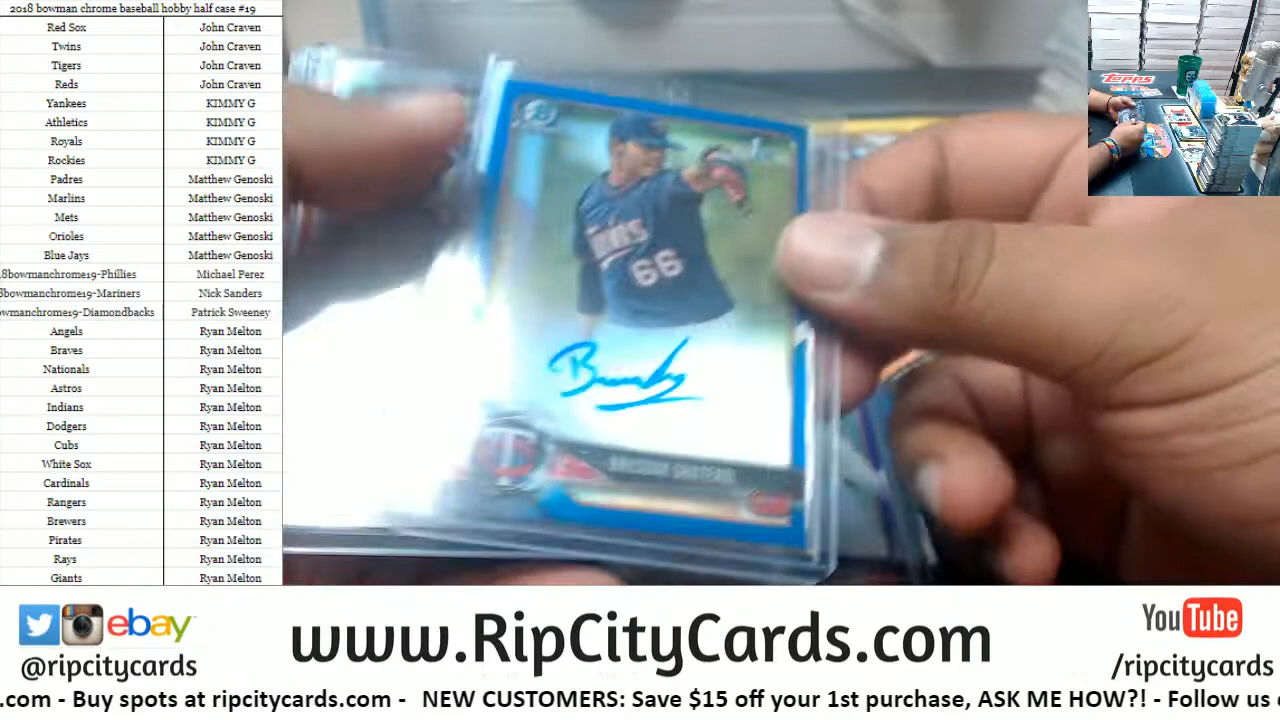 2018 bowman chrome baseball hobby half case #19
Red Sox John Craven
Twins John Craven
Tigers John Craven
Reds John Craven
Yankees KIMMY G
Athletics KIMMY G
Royals KIMMY G
Rockies KIMMY G
Padres Matthew Genoski
Marlins Matthew Genoski
Mets Matthew Genoski
Orioles Matthew Genoski
Blue Jays Matthew Genoski
8bowmanchrome19-Phillies Michael Perez
8bowmanchrome19-Mariners Nick Sanders
owmanchrome19-Diamondbacks Patrick Sweeney
Angels Ryan Melton
Braves Ryan Melton
Nationals Ryan Melton
Astros Ryan Melton
Indians Ryan Melton
Dodgers Ryan Melton
Cubs Ryan Melton
White Sox Ryan Melton
Cardinals Ryan Melton
Rangers Ryan Melton
Brewers Ryan Melton
Pirates Ryan Melton
Rays Ryan Melton
Giants Ryan Melton
66
TOPPS
ebay
@ripcitycards
www.RipCityCards.com
YouTube
/ripcitycards
.com - Buy spots at ripcitycards.com - NEW CUSTOMERS: Save $15 off your 1st purchase, ASK ME HOW?! - Follow us